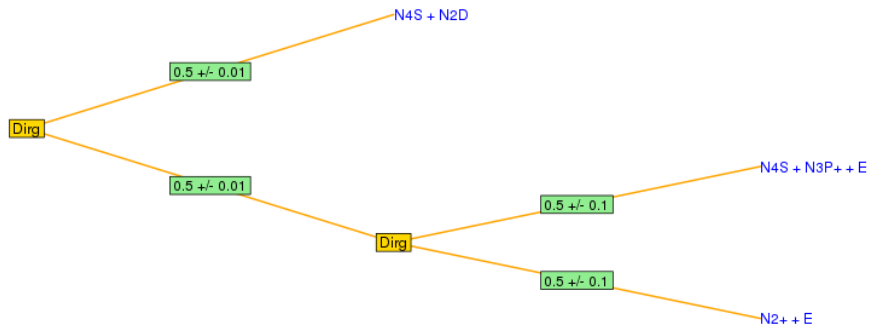 N4S + N2D
0.5 +/- 0.01
Dirg
N4S + N3P+ + E
0.5 +/- 0.01
0.5 +/- 0.1
Dirg
0.5 +/- 0.1
N2+ + E